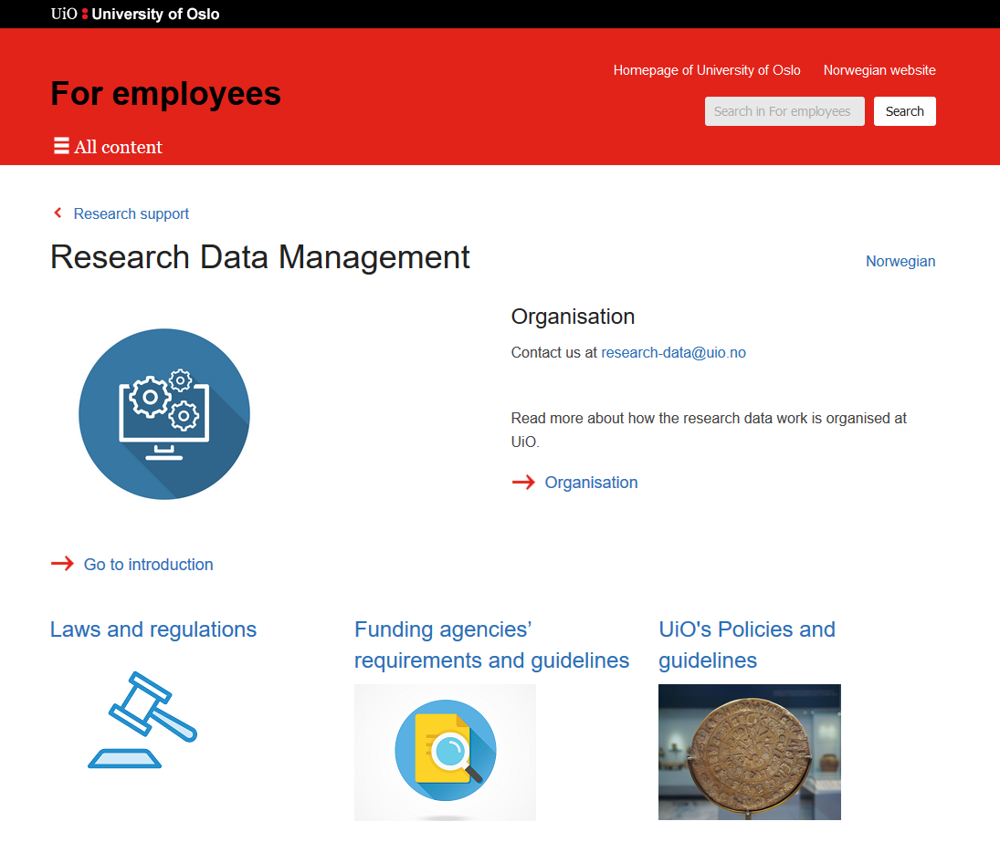 UiO : University of Oslo
Homepage of University of Oslo Norwegian website
For employees
Search in For employees Search
All content
Research support
Research Data Management
Norwegian
Organisation
Contact us at research-data@uio.no
Read more about how the research data work is organised at
UiO.
Organisation
Go to introduction
Laws and regulations
Funding agencies’
requirements and guidelines
UiO's Policies and
guidelines